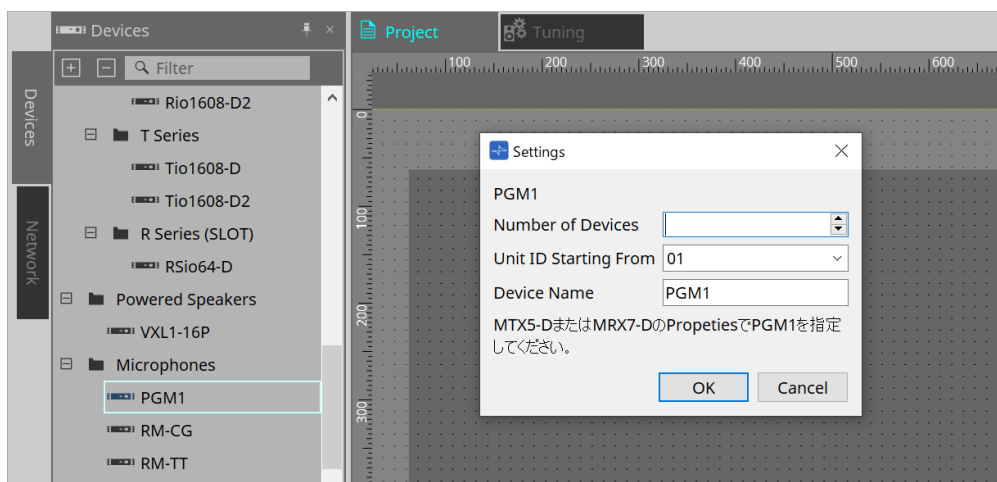 Devices
Project
Tuning
Filter
100
200
300
400
500
600
Devices
Network
Rio1608-D2
T Series
Tio1608-D
Tio1608-D2
R Series (SLOT)
RSio64-D
Powered Speakers
VXL1-16P
Microphones
PGM1
RM-CG
RM-TT
0
100
200
300
Settings
PGM1
Number of Devices
Unit ID Starting From 01
Device Name PGM1
MTX5-DまたはMRX7-DのPropetiesでPGM1を指定
してください。
OK Cancel